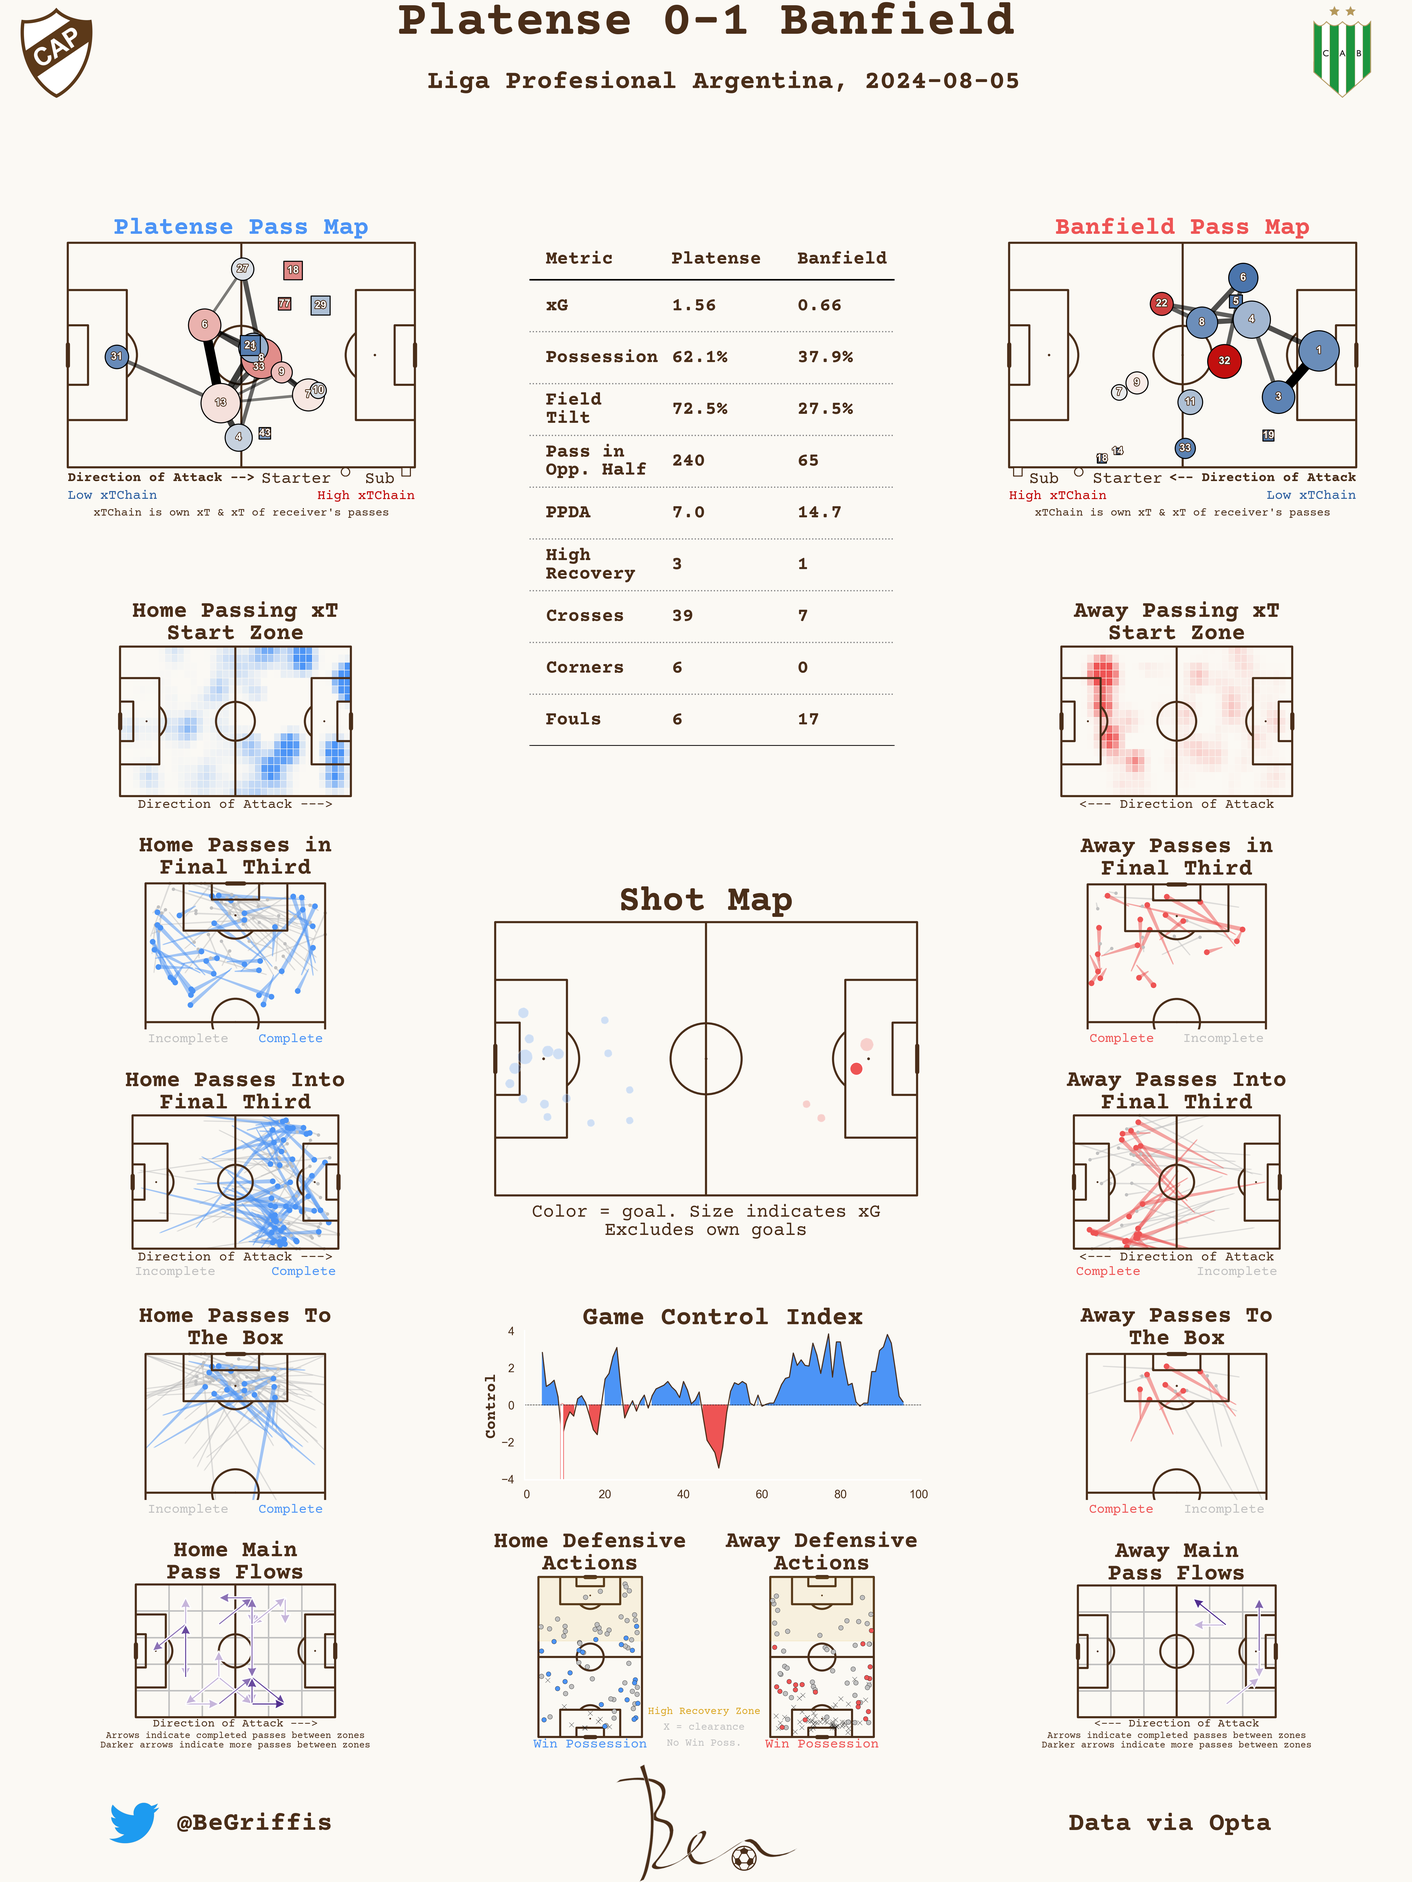 Platense 0-1 Banfield
Liga Profesional Argentina, 2024-08-05
CAP
C A B
Platense Pass Map
27
18
77
29
6
21
8
33
31
9
7
10
13
4
43
Direction of Attack --> Starter Sub
Low xTChain High xTChain
xTChain is own xT & xT of receiver's passes
Metric Platense Banfield
xG 1.56 0.66
Possession 62.1% 37.9%
Field
Tilt 72.5% 27.5%
Pass in
Opp. Half 240 65
PPDA 7.0 14.7
High
Recovery 3 1
Crosses 39 7
Corners 6 0
Fouls 6 17
Banfield Pass Map
6
22
5
8
4
1
32
9
7
11
3
19
33
14
18
Sub Starter <-- Direction of Attack
High xTChain Low xTChain
xTChain is own xT & xT of receiver's passes
Home Passing xT
Start Zone
Direction of Attack --->
Away Passing xT
Start Zone
<--- Direction of Attack
Home Passes in
Final Third
Incomplete Complete
Away Passes in
Final Third
Complete Incomplete
Shot Map
Color = goal. Size indicates xG
Excludes own goals
Home Passes Into
Final Third
Direction of Attack --->
Incomplete Complete
Away Passes Into
Final Third
<--- Direction of Attack
Complete Incomplete
Home Passes To
The Box
Incomplete Complete
Game Control Index
Control
4
2
0
−2
−4
0 20 40 60 80 100
Away Passes To
The Box
Complete Incomplete
Home Main
Pass Flows
Direction of Attack --->
Arrows indicate completed passes between zones
Darker arrows indicate more passes between zones
Home Defensive
Actions
Win Possession
High Recovery Zone
X = clearance
No Win Poss.
Away Defensive
Actions
Win Possession
Away Main
Pass Flows
<--- Direction of Attack
Arrows indicate completed passes between zones
Darker arrows indicate more passes between zones
@BeGriffis
Ben
Data via Opta